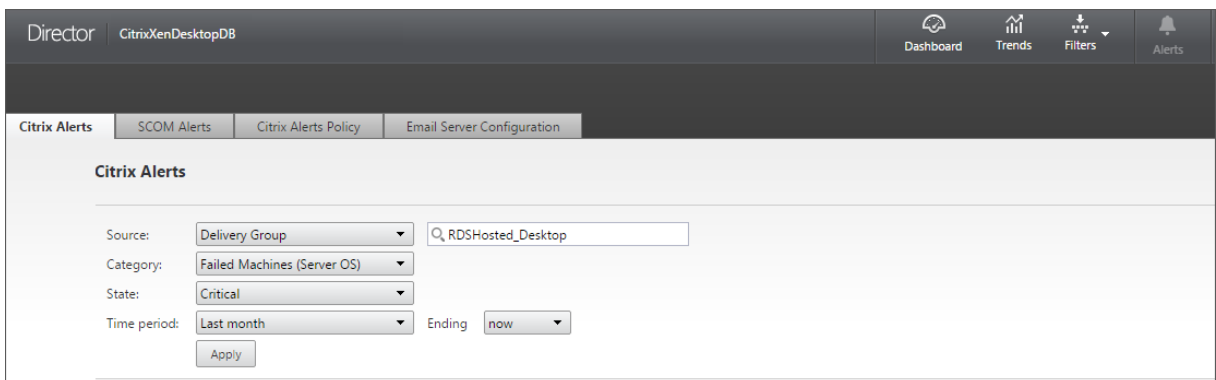 Director CitrixXenDesktopDB Dashboard Trends Filters Alerts
Citrix Alerts SCOM Alerts Citrix Alerts Policy Email Server Configuration
Citrix Alerts
Source: Delivery Group RDSHosted_Desktop
Category: Failed Machines (Server OS)
State: Critical
Time period: Last month Ending now
Apply